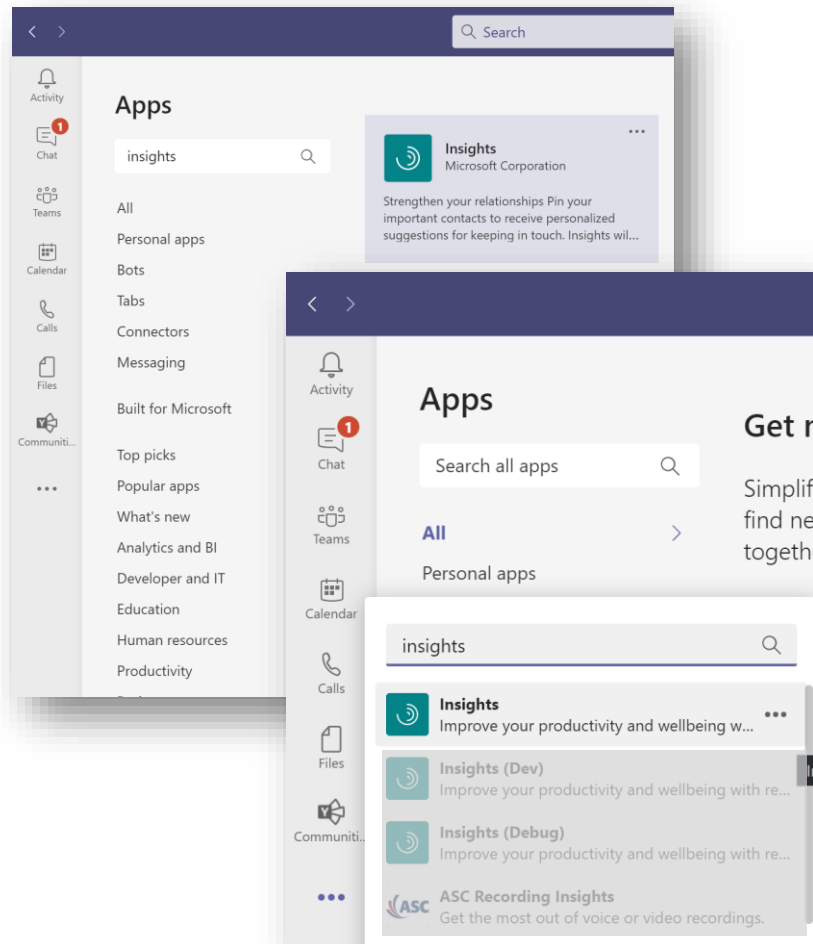 Search
Activity
Chat
1
Teams
Calendar
Calls
Files
Communiti...
Apps
insights
All
Personal apps
Bots
Tabs
Connectors
Messaging
Built for Microsoft
Top picks
Popular apps
What's new
Analytics and BI
Developer and IT
Education
Human resources
Productivity
Insights
Microsoft Corporation
Strengthen your relationships Pin your
important contacts to receive personalized
suggestions for keeping in touch. Insights wil...
Activity
Chat
1
Teams
Calendar
Calls
Files
Communiti..
Apps
Search all apps
All
Personal apps
Get
Simplif
find ne
togeth
insights
Insights
Improve your productivity and wellbeing w...
Insights (Dev)
Improve your productivity and wellbeing with re...
Insights (Debug)
Improve your productivity and wellbeing with re...
ASC
ASC Recording Insights
Get the most out of voice or video recordings.